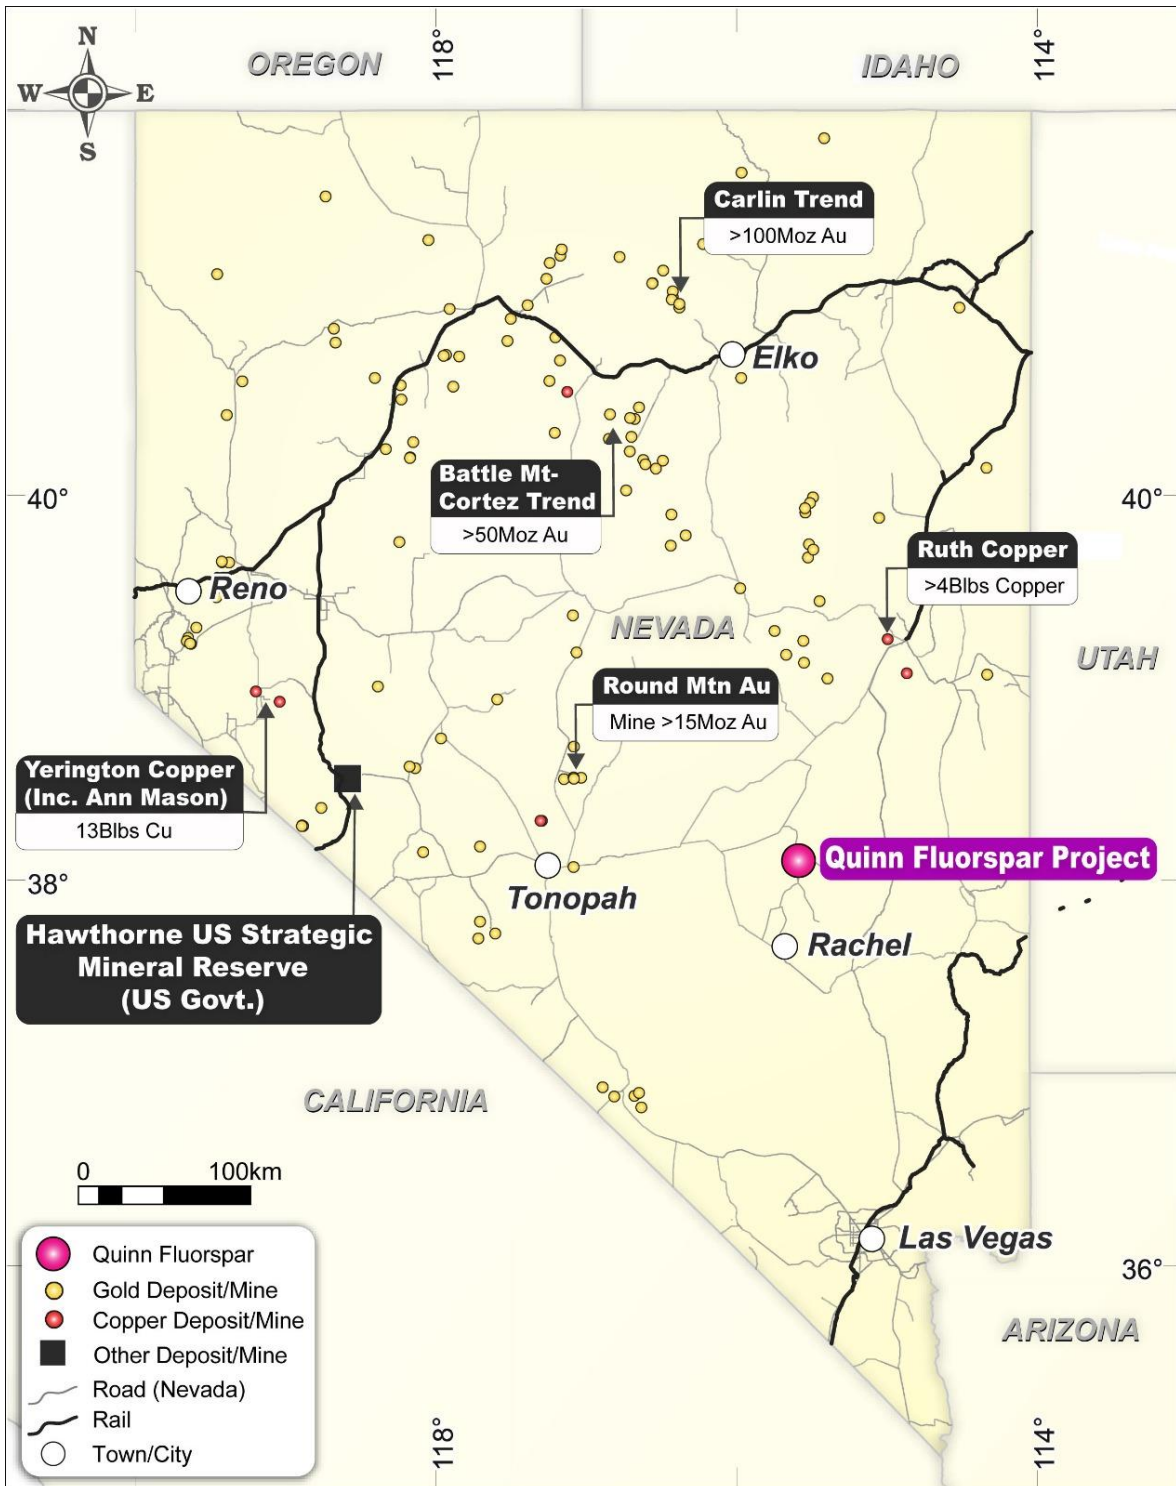 N
W
E
S
OREGON
118°
IDAHO
114°
Carlin Trend
>100Moz Au
Elko
Battle Mt-
Cortez Trend
>50Moz Au
40°
40°
Ruth Copper
>4Blbs Copper
Reno
NEVADA
UTAH
Round Mtn Au
Mine >15Moz Au
Yerington Copper
(Inc. Ann Mason)
13Blbs Cu
Quinn Fluorspar Project
38°
Tonopah
Hawthorne US Strategic
Mineral Reserve
(US Govt.)
Rachel
CALIFORNIA
0
100km
Las Vegas
36°
ARIZONA
Quinn Fluorspar
Gold Deposit/Mine
Copper Deposit/Mine
Other Deposit/Mine
Road (Nevada)
Rail
Town/City
118°
114°